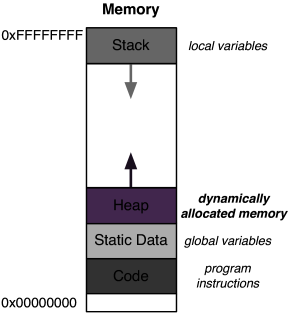 Memory
0xFFFFFFFF
Stack
local variables
Heap
dynamically
allocated memory
Static Data
global variables
Code
program
instructions
0x00000000